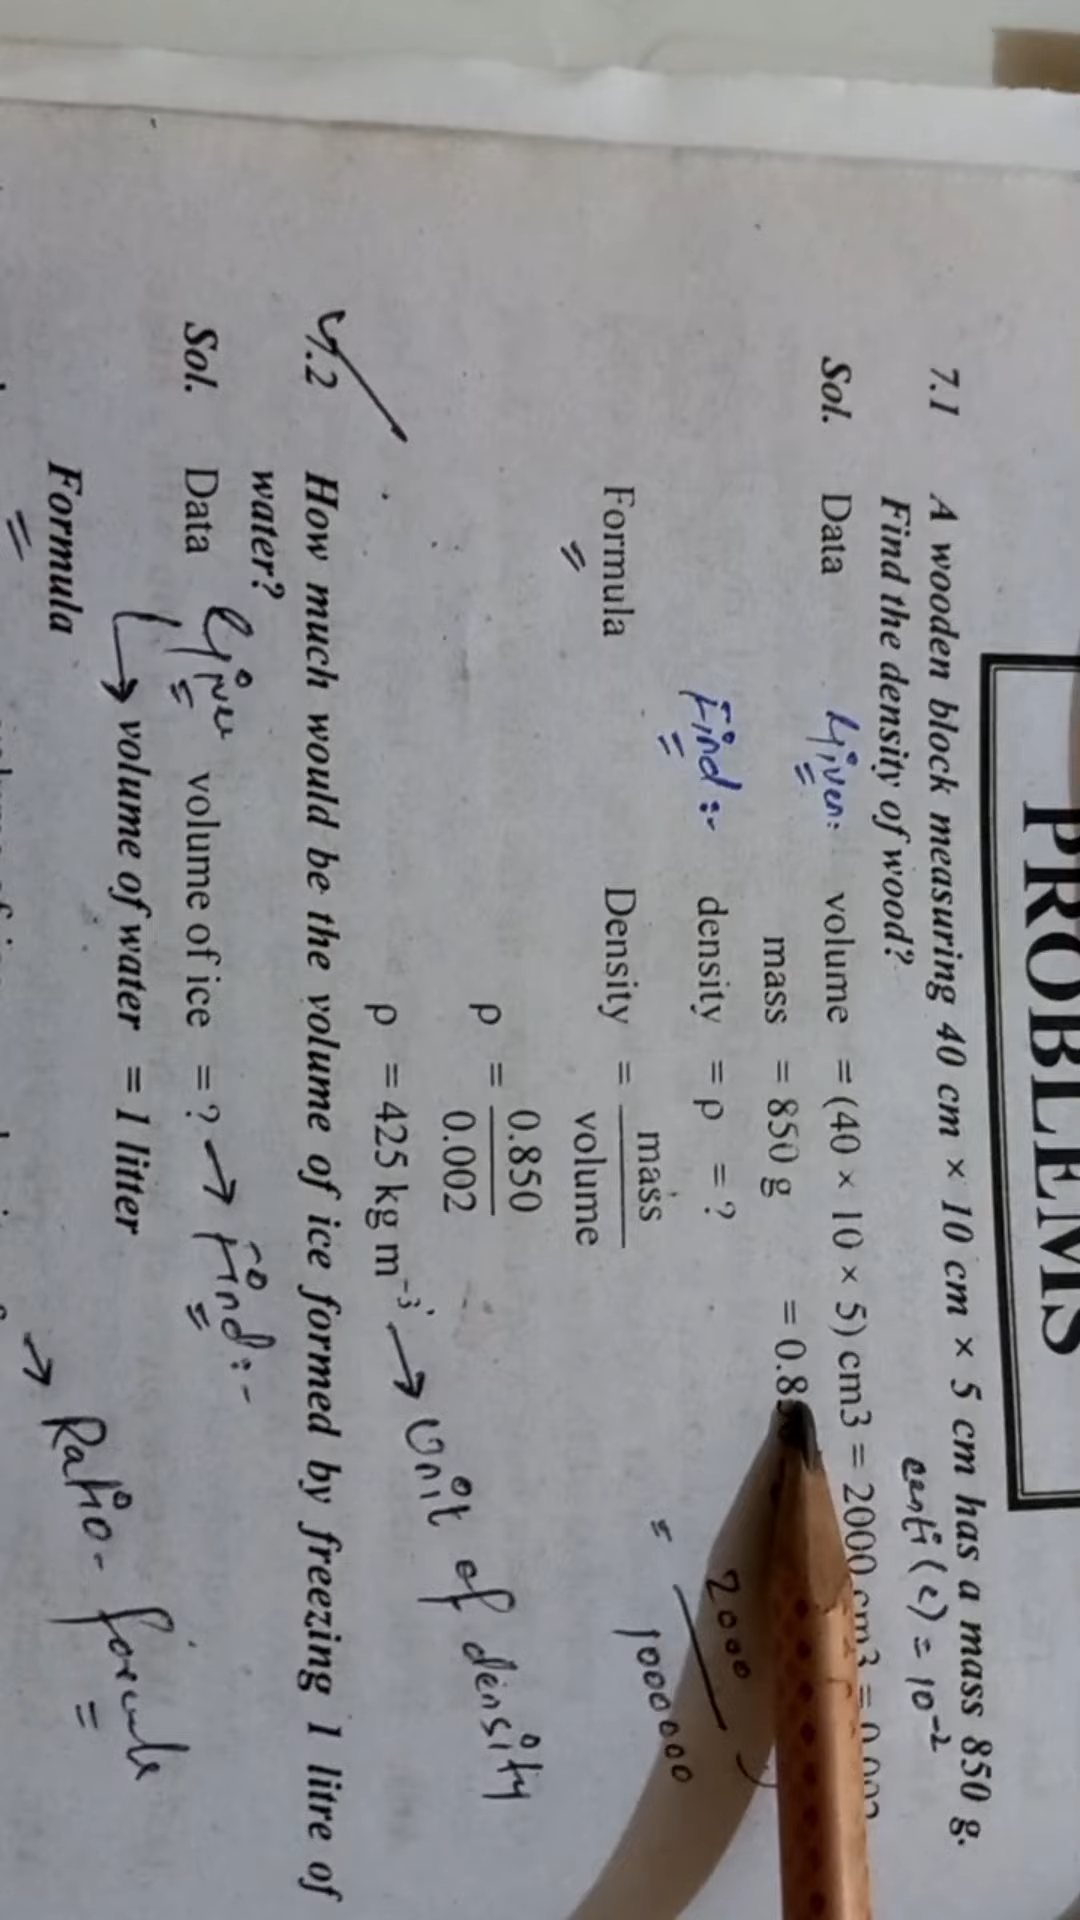 PROBLEMS
7.1 A wooden block measuring 40 cm × 10 cm × 5 cm has a mass 850 g.
Find the density of wood?
centi (c) = 10⁻²
Sol. Data Given: volume = (40 × 10 × 5) cm3 = 2000 cm³ = 0.002
mass = 850 g = 0.8
Find :- density = ρ = ?
= 2000 / 1000000
Formula Density = mass / volume
ρ = 0.850 / 0.002
ρ = 425 kg m⁻³ → Unit of density
7.2 How much would be the volume of ice formed by freezing 1 litre of
water?
Sol. Data Given volume of ice = ? → Find :-
→ volume of water = 1 litter
Formula → Ratio -